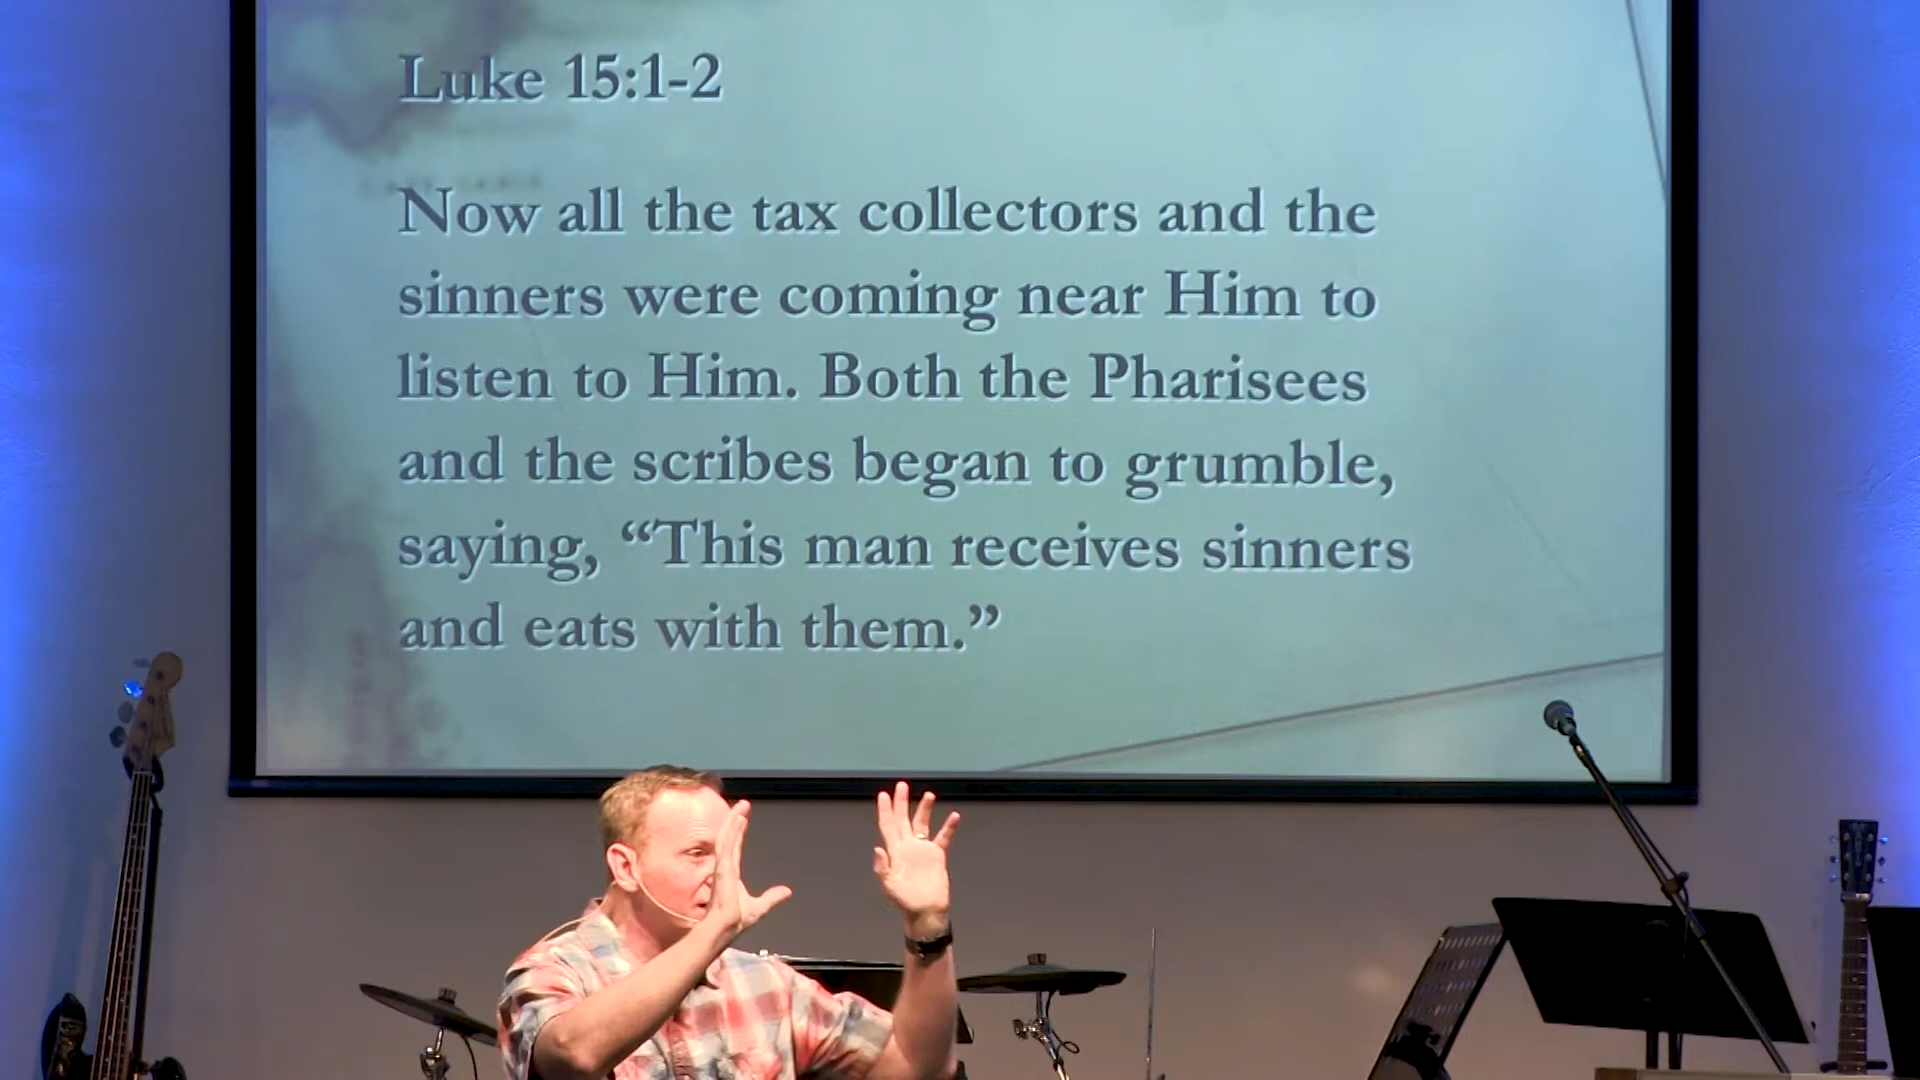 Luke 15:1-2
Now all the tax collectors and the
sinners were coming near Him to
listen to Him. Both the Pharisees
and the scribes began to grumble,
saying, “This man receives sinners
and eats with them.”